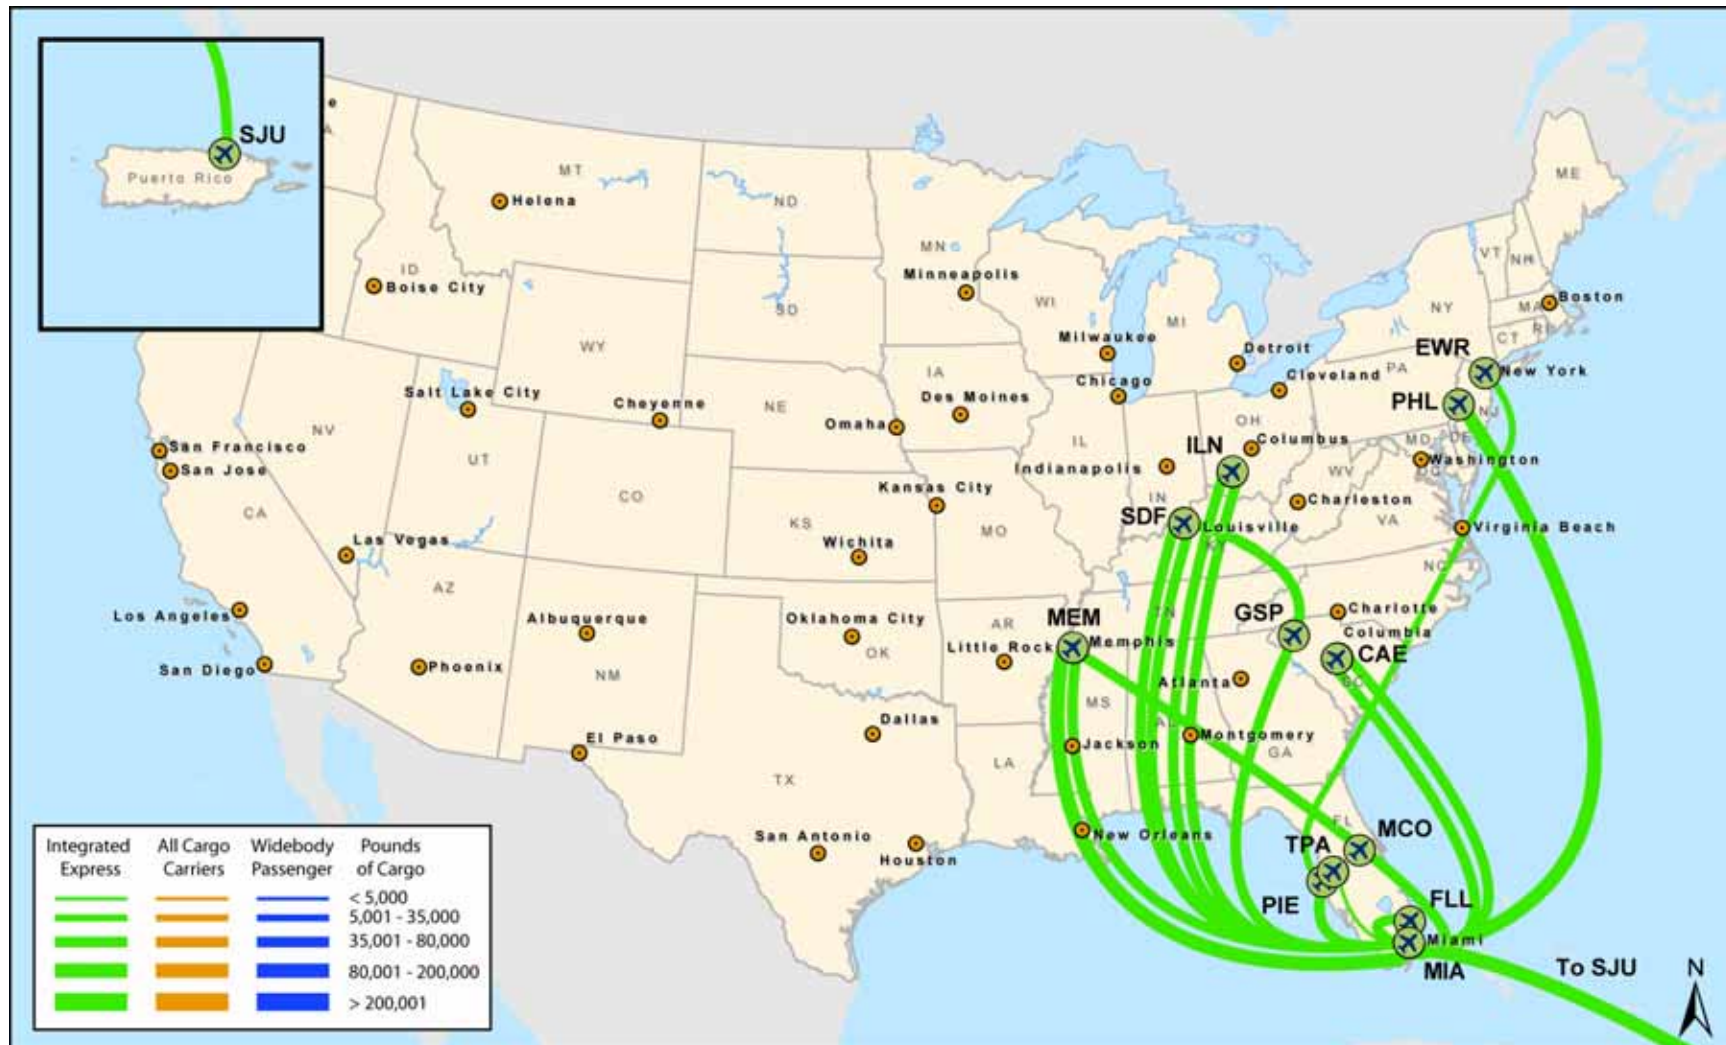 SJU
Puerto Rico
e
A
MT
Helena
ND
MN
Minneapolis
ID
Boise City
SD
WI
Milwaukee
MI
Detroit
ME
VT
NH
NY
MA
Boston
CT
RI
EWR
New York
PA
PHL
NJ
WY
IA
Des Moines
Chicago
Cleveland
Salt Lake City
Cheyenne
NE
Omaha
OH
Columbus
MD
DE
DC
Washington
San Francisco
San Jose
NV
UT
CO
IL
Indianapolis
IN
ILN
WV
Charleston
Kansas City
CA
KS
Wichita
MO
SDF
Louisville
KY
VA
Virginia Beach
Las Vegas
NC
AZ
Los Angeles
Albuquerque
Oklahoma City
OK
AR
Little Rock
MEM
Memphis
TN
GSP
Charlotte
Columbia
CAE
SC
San Diego
Phoenix
NM
Atlanta
MS
AL
Montgomery
GA
Dallas
El Paso
Jackson
LA
TX
San Antonio
Houston
New Orleans
FL
MCO
TPA
PIE
FLL
Miami
MIA
To SJU
N
Integrated
Express
All Cargo
Carriers
Widebody
Passenger
Pounds
of Cargo
< 5,000
5,001 - 35,000
35,001 - 80,000
80,001 - 200,000
> 200,001